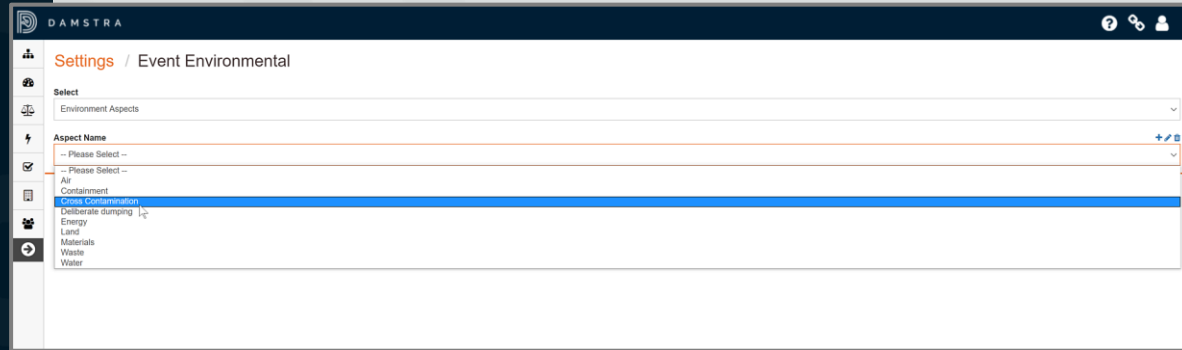 DAMSTRA
Settings / Event Environmental
Select
Environment Aspects
Aspect Name
-- Please Select --
-- Please Select --
Air
Containment
Cross Contamination
Deliberate dumping
Energy
Land
Materials
Waste
Water